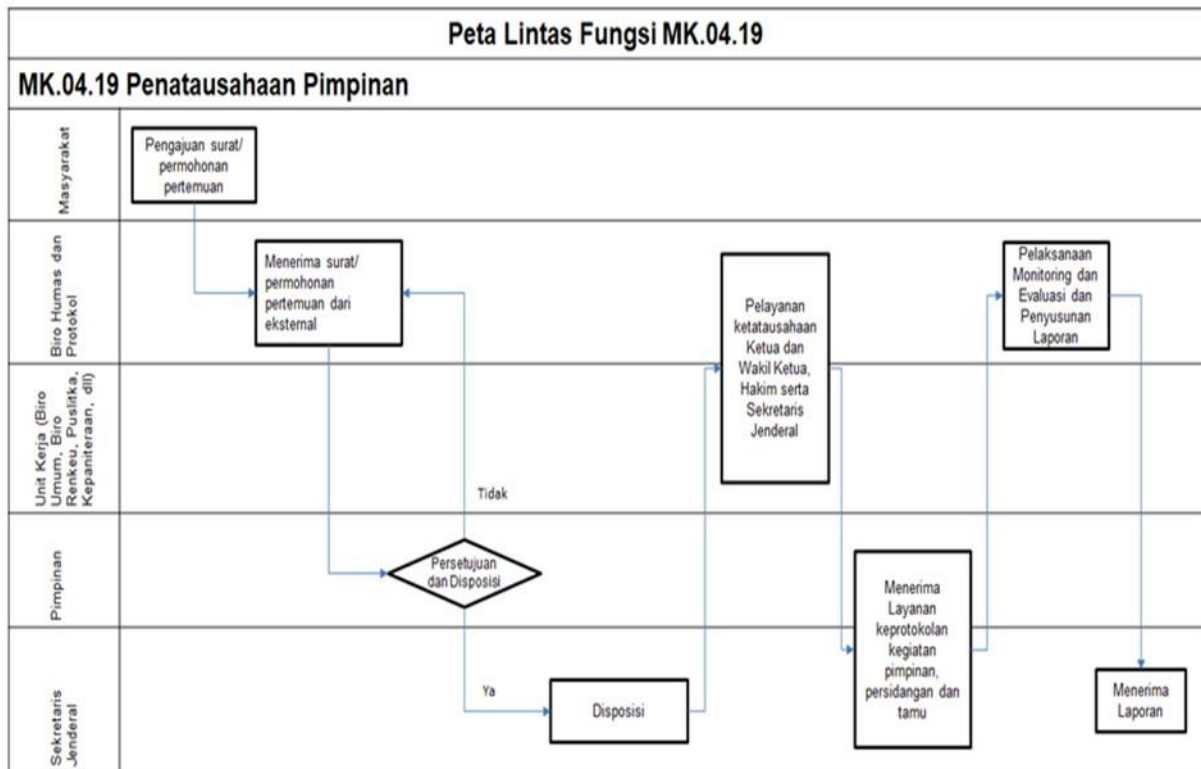 Peta Lintas Fungsi MK.04.19
MK.04.19 Penatausahaan Pimpinan
Masyarakat
Pengajuan surat/
permohonan
pertemuan
Biro Humas dan
Protokol
Menerima surat/
permohonan
pertemuan dari
eksternal
Pelaksanaan
Monitoring dan
Evaluasi dan
Penyusunan
Laporan
Unit Kerja (Biro
Umum, Biro
Renkeu, Puslitka,
Kepaniteraan, dll)
Pelayanan
ketatausahaan
Ketua dan
Wakil Ketua,
Hakim serta
Sekretaris
Jenderal
Tidak
Pimpinan
Persetujuan
dan Disposisi
Menerima
Layanan
keprotokolan
kegiatan
pimpinan,
persidangan dan
tamu
Sekretaris
Jenderal
Ya
Disposisi
Menerima
Laporan